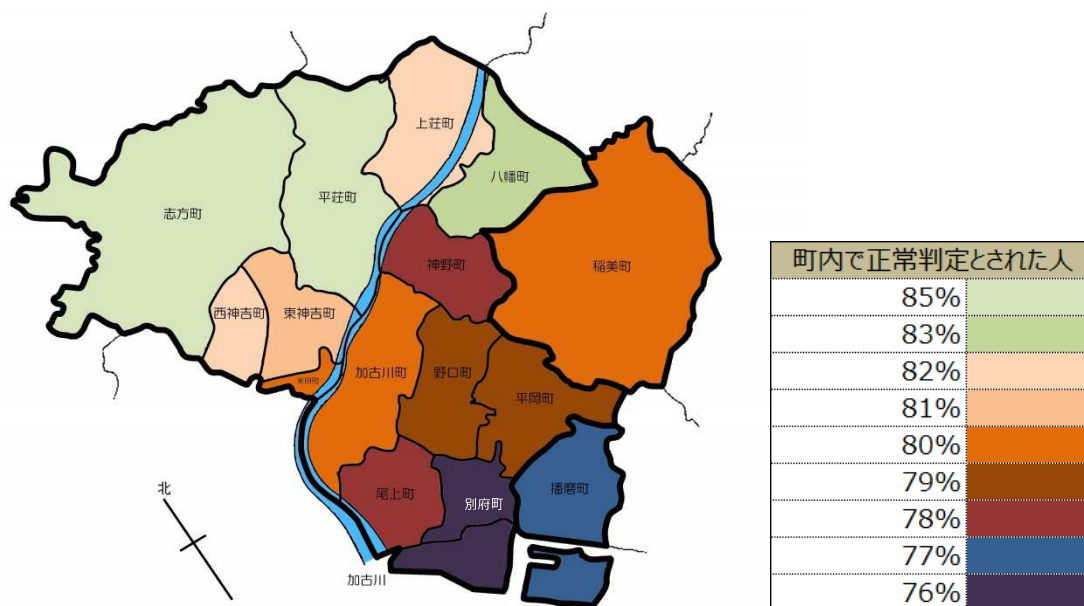 上荘町
八幡町
平荘町
志方町
神野町
稲美町
西神吉町
東神吉町
米田町
加古川町
野口町
平岡町
尾上町
別府町
播磨町
北
加古川
町内で正常判定とされた人
85%
83%
82%
81%
80%
79%
78%
77%
76%